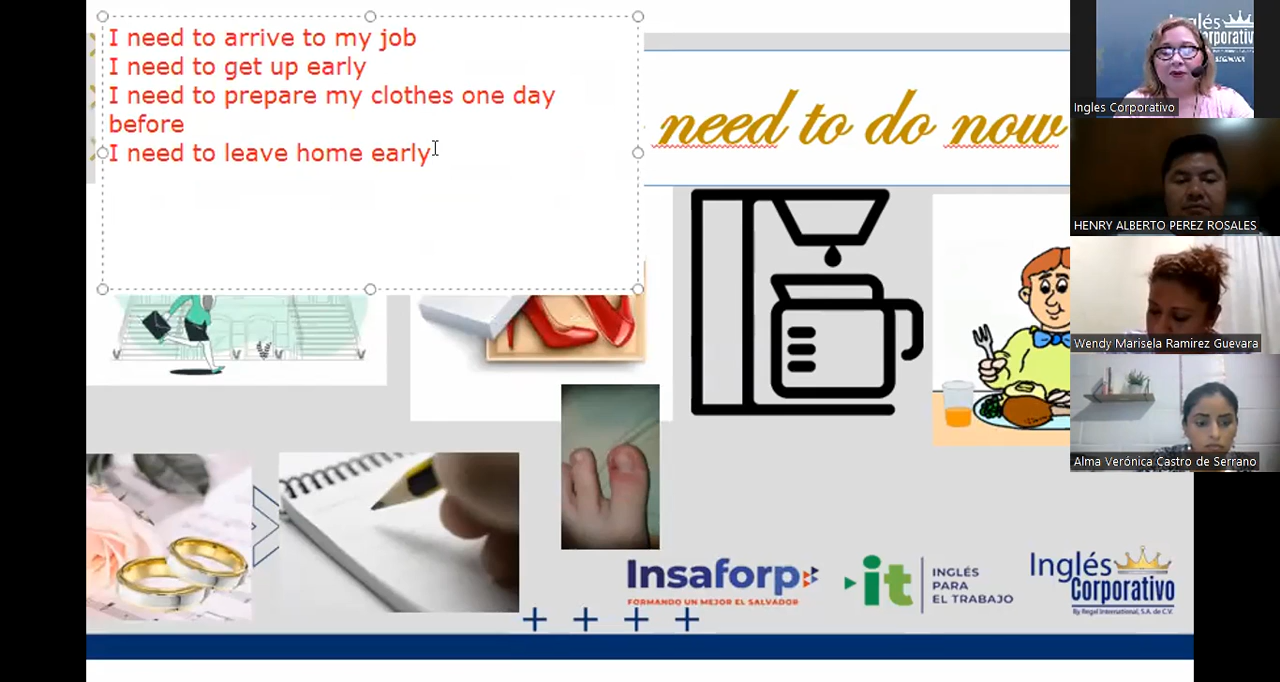 I need to arrive to my job
I need to get up early
I need to prepare my clothes one day
before
I need to leave home early
need to do now
Inglés
Corporativo
Ingles Corporativo
HENRY ALBERTO PEREZ ROSALES
Wendy Marisela Ramirez Guevara
Alma Verónica Castro de Serrano
Insaforp
FORMANDO UN MEJOR EL SALVADOR
it
INGLÉS
PARA
EL TRABAJO
Inglés
Corporativo
By Regal International, S.A. de C.V.